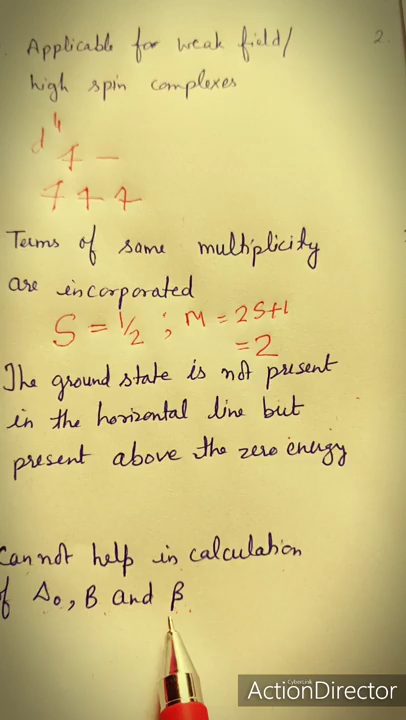 Applicable for weak field/
2.
high spin complexes
d4
Terms of same multiplicity
are incorporated
S = 1/2 ; M = 2S+1
= 2
The ground state is not present
in the horizontal line but
present above the zero energy
Cannot help in calculation
of Δo, B and β
CyberLink
ActionDirector